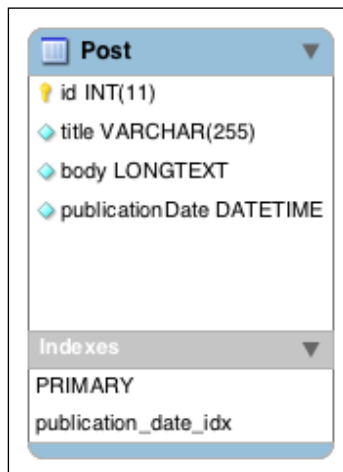 Post
id INT(11)
title VARCHAR(255)
body LONGTEXT
publicationDate DATETIME
Indexes
PRIMARY
publication_date_idx